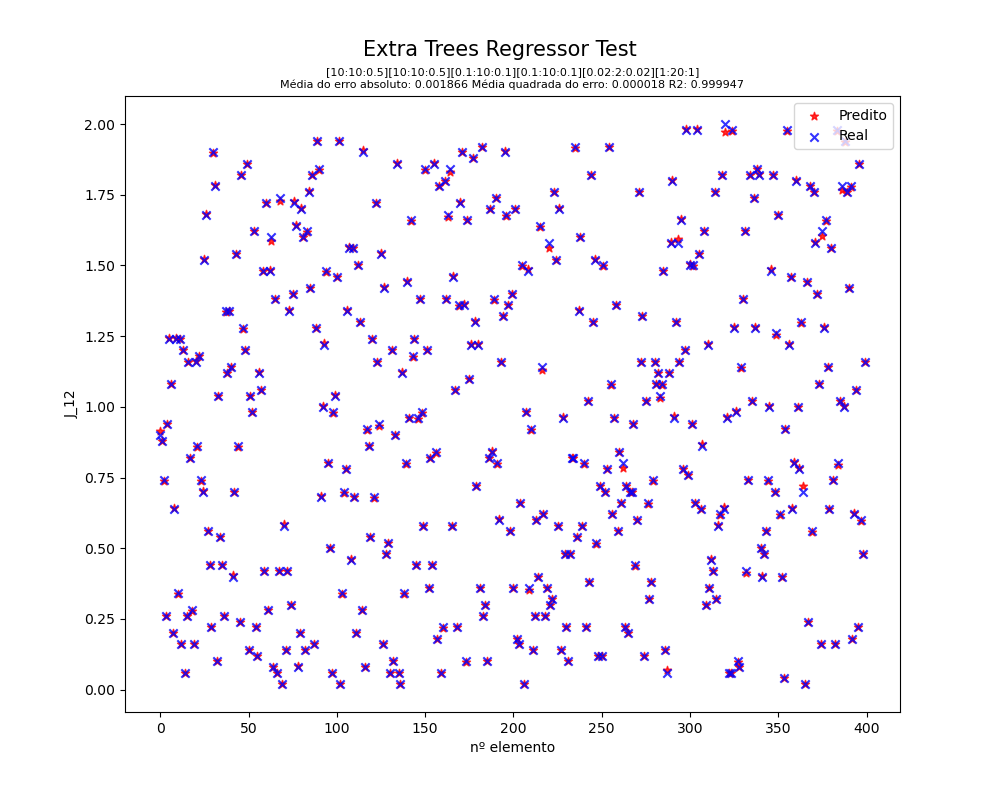 Extra Trees Regressor Test
[10:10:0.5][10:10:0.5][0.1:10:0.1][0.1:10:0.1][0.02:2:0.02][1:20:1]
Média do erro absoluto: 0.001866 Média quadrada do erro: 0.000018 R2: 0.999947
Predito
Real
2.00
1.75
1.50
1.25
1.00
0.75
0.50
0.25
0.00
J_12
0 50 100 150 200 250 300 350 400
nº elemento